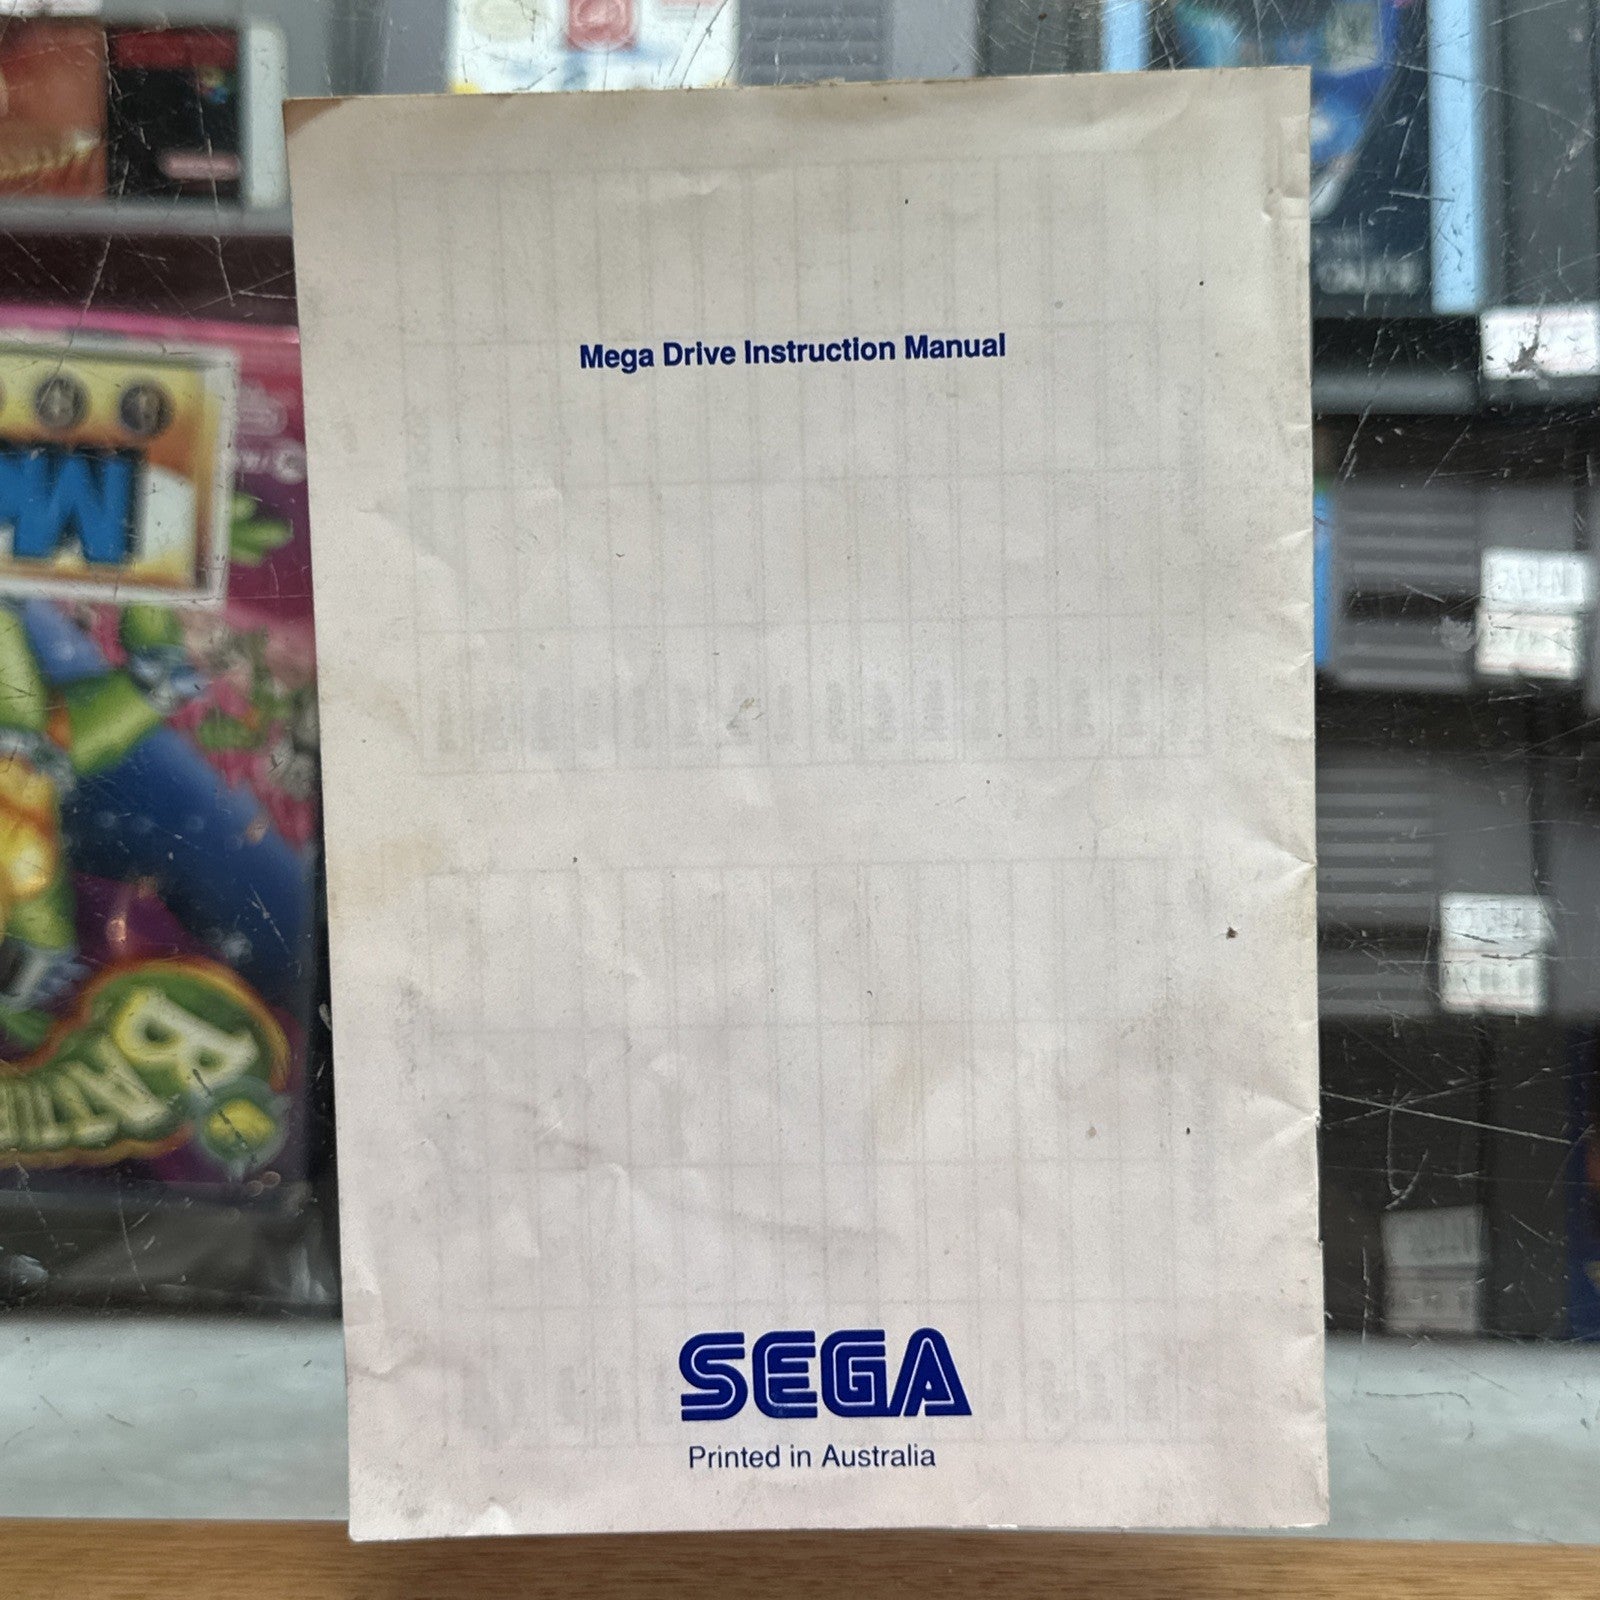 Mega Drive Instruction Manual
SEGA
Printed in Australia